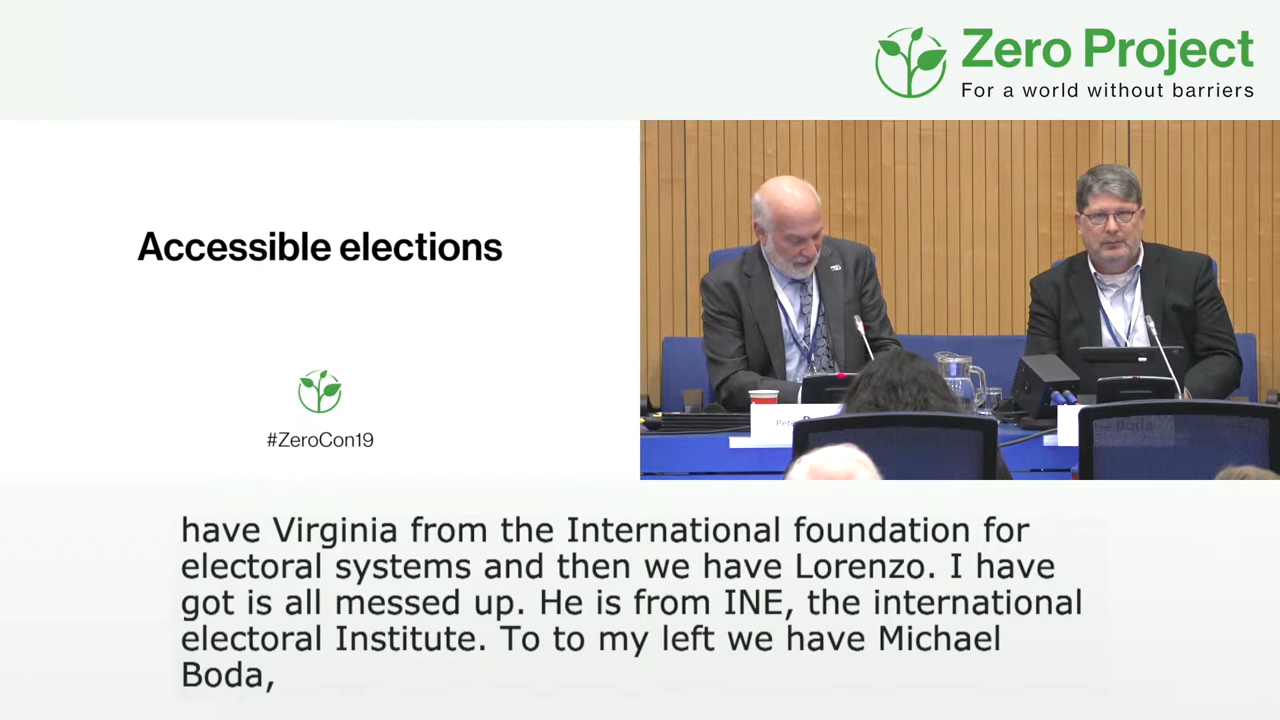 Zero Project
For a world without barriers
Accessible elections
#ZeroCon19
Boda
have Virginia from the International foundation for
electoral systems and then we have Lorenzo. I have
got is all messed up. He is from INE, the international
electoral Institute. To to my left we have Michael
Boda,